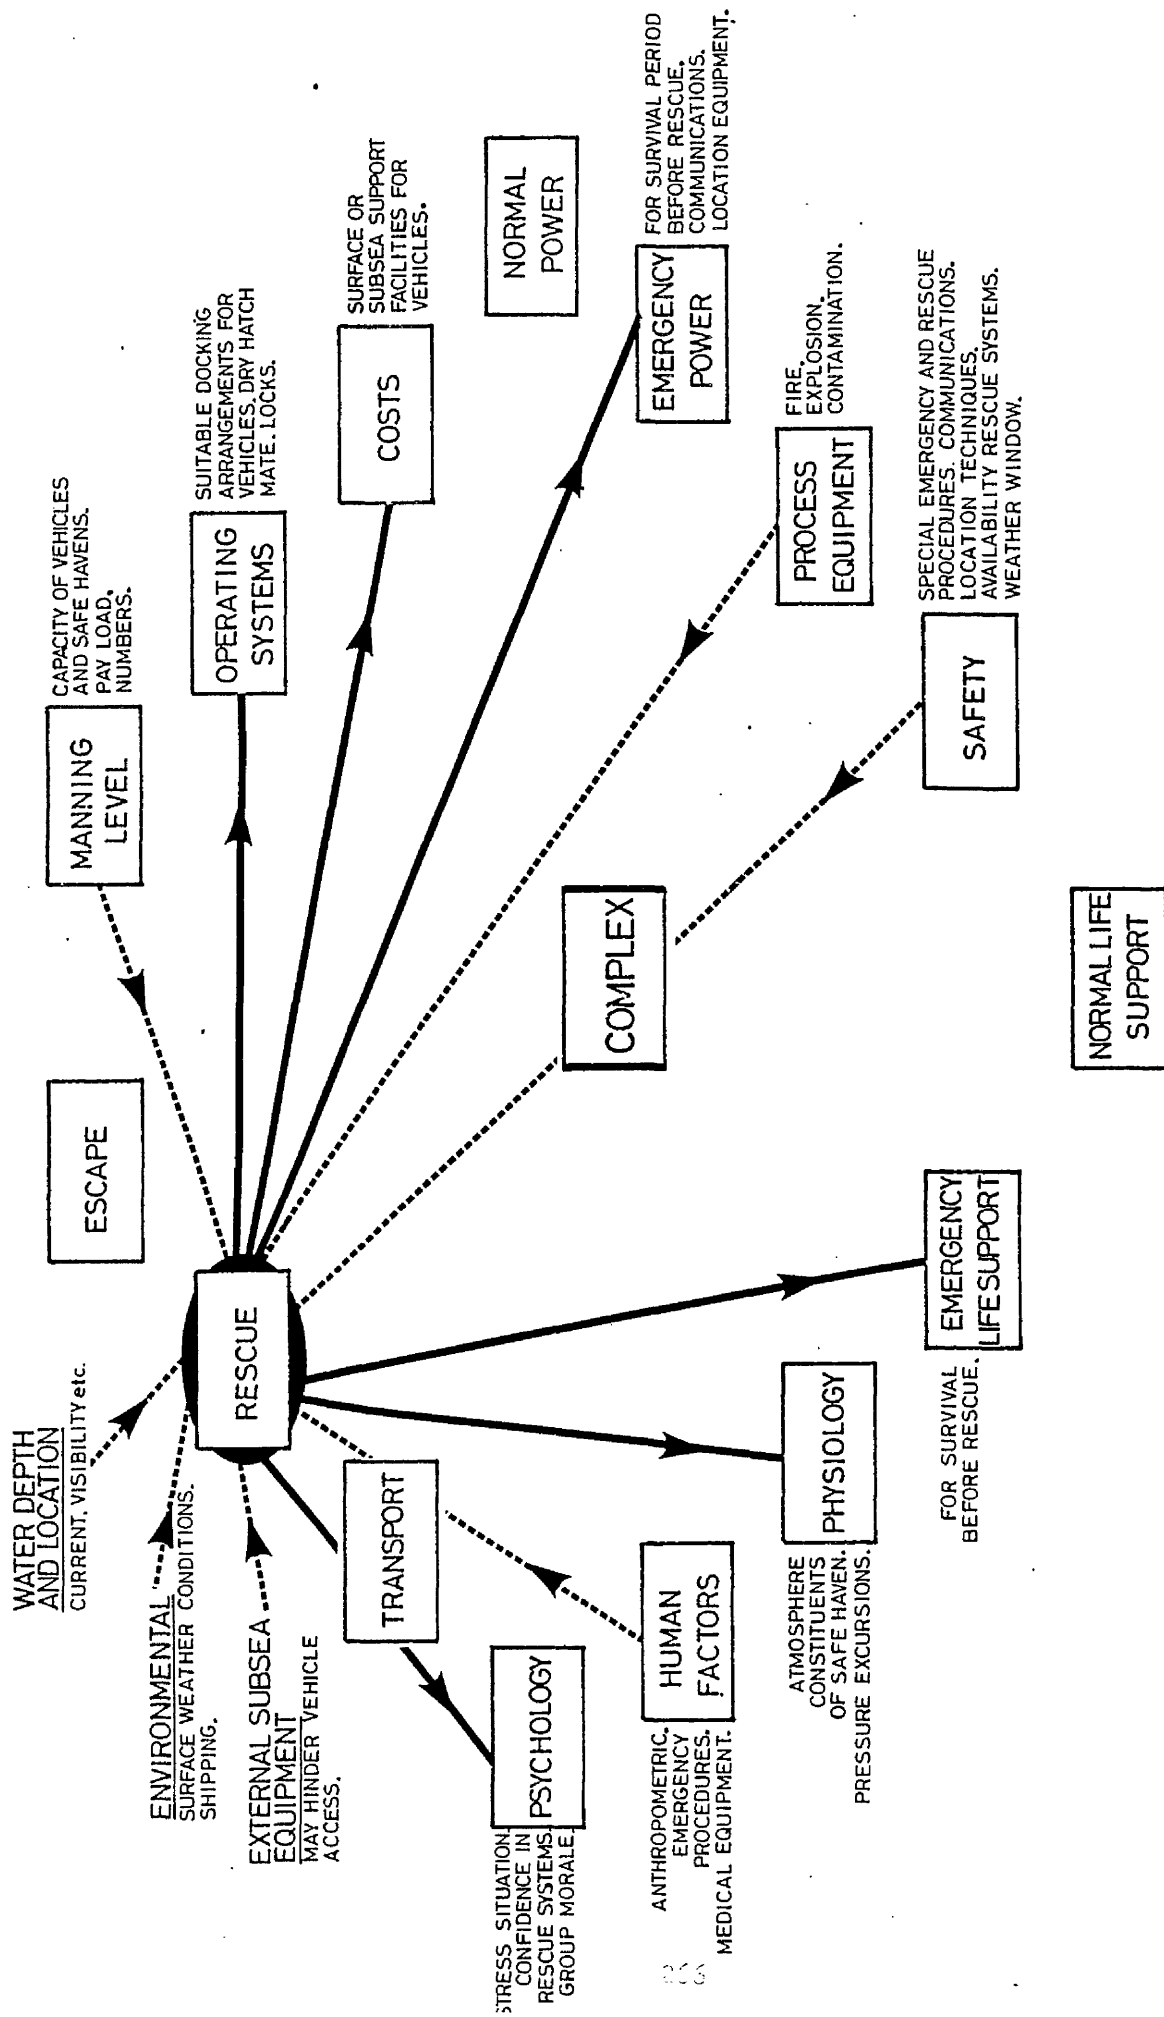 WATER DEPTH
AND LOCATION
CURRENT, VISIBILITY etc.
ENVIRONMENTAL
SURFACE WEATHER CONDITIONS.
SHIPPING.
EXTERNAL SUBSEA
EQUIPMENT
MAY HINDER VEHICLE
ACCESS.
RESCUE
ESCAPE
MANNING
LEVEL
CAPACITY OF VEHICLES
AND SAFE HAVENS.
PAY LOAD.
NUMBERS.
OPERATING
SYSTEMS
SUITABLE DOCKING
ARRANGEMENTS FOR
VEHICLES. DRY HATCH
MATE. LOCKS.
COSTS
SURFACE OR
SUBSEA SUPPORT
FACILITIES FOR
VEHICLES.
NORMAL
POWER
EMERGENCY
POWER
FOR SURVIVAL PERIOD
BEFORE RESCUE.
COMMUNICATIONS.
LOCATION EQUIPMENT.
PROCESS
EQUIPMENT
FIRE.
EXPLOSION.
CONTAMINATION.
SAFETY
SPECIAL EMERGENCY AND RESCUE
PROCEDURES. COMMUNICATIONS.
LOCATION TECHNIQUES.
AVAILABILITY RESCUE SYSTEMS.
WEATHER WINDOW.
COMPLEX
NORMAL LIFE
SUPPORT
EMERGENCY
LIFE SUPPORT
FOR SURVIVAL
BEFORE RESCUE.
PHYSIOLOGY
ATMOSPHERE
CONSTITUENTS
OF SAFE HAVEN.
PRESSURE EXCURSIONS.
HUMAN
FACTORS
ANTHROPOMETRIC.
EMERGENCY
PROCEDURES.
MEDICAL EQUIPMENT.
TRANSPORT
PSYCHOLOGY
STRESS SITUATION.
CONFIDENCE IN
RESCUE SYSTEMS.
GROUP MORALE.